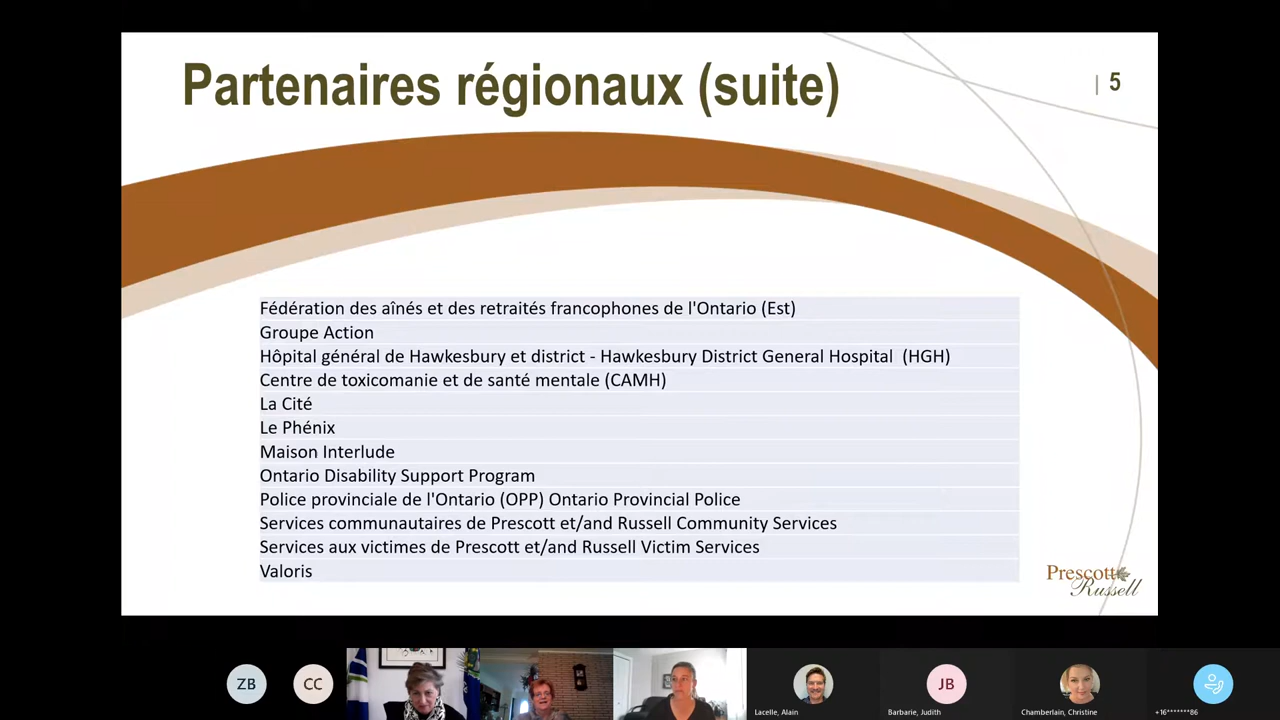 Partenaires régionaux (suite)
| 5
Fédération des aînés et des retraités francophones de l'Ontario (Est)
Groupe Action
Hôpital général de Hawkesbury et district - Hawkesbury District General Hospital (HGH)
Centre de toxicomanie et de santé mentale (CAMH)
La Cité
Le Phénix
Maison Interlude
Ontario Disability Support Program
Police provinciale de l'Ontario (OPP) Ontario Provincial Police
Services communautaires de Prescott et/and Russell Community Services
Services aux victimes de Prescott et/and Russell Victim Services
Valoris
Prescott
Russell
ZB
CC
JB
Lacelle, Alain
Barbarie, Judith
Chamberlain, Christine
+16*******86